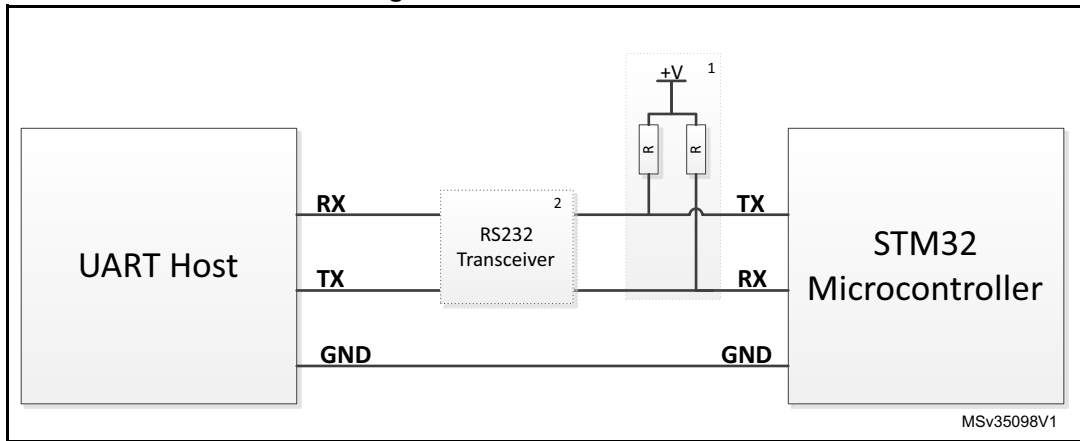 +V
1
R
R
RX
2
TX
RS232
Transceiver
UART Host
STM32
Microcontroller
TX
RX
GND
GND
MSv35098V1